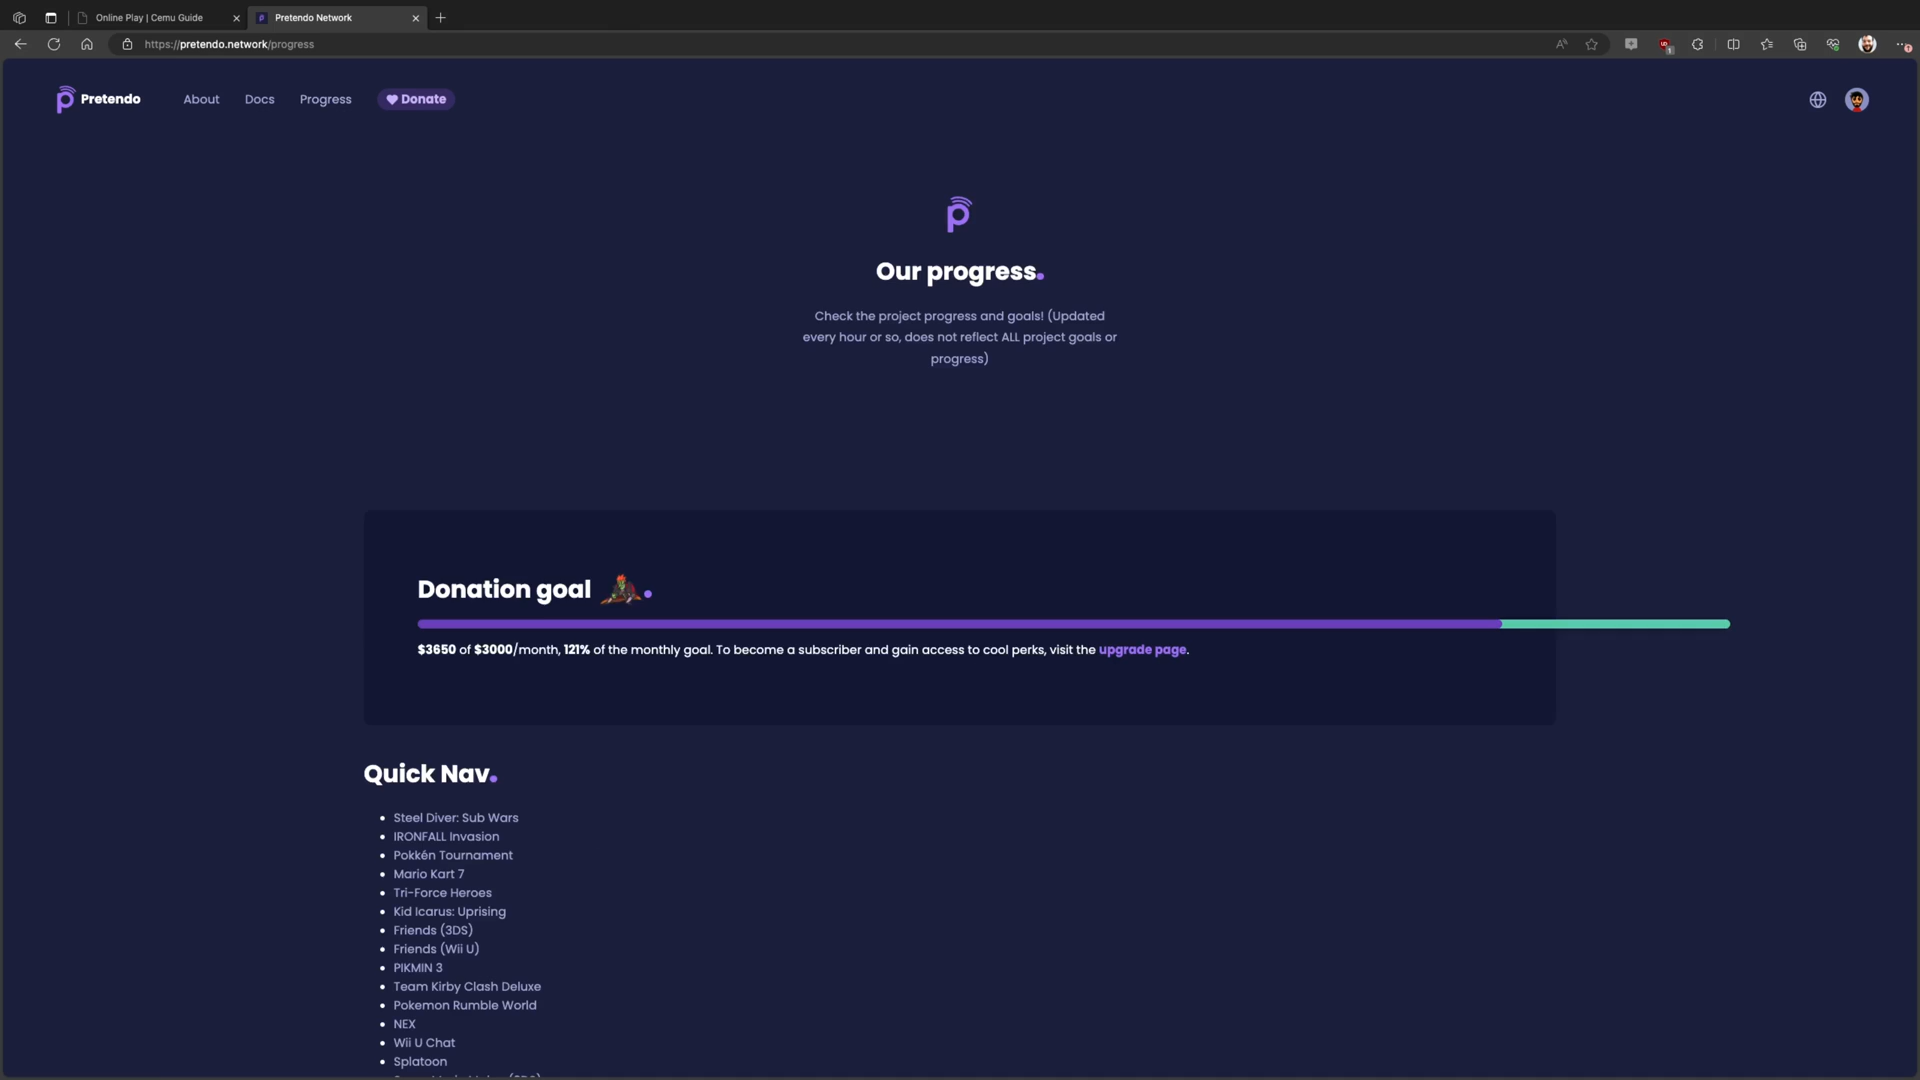 Online Play | Cemu Guide
Pretendo Network
https://pretendo.network/progress
Pretendo
About
Docs
Progress
Donate
Our progress.
Check the project progress and goals! (Updated
every hour or so, does not reflect ALL project goals or
progress)
Donation goal
$3650 of $3000/month, 121% of the monthly goal. To become a subscriber and gain access to cool perks, visit the upgrade page.
Quick Nav.
Steel Diver: Sub Wars
IRONFALL Invasion
Pokkén Tournament
Mario Kart 7
Tri-Force Heroes
Kid Icarus: Uprising
Friends (3DS)
Friends (Wii U)
PIKMIN 3
Team Kirby Clash Deluxe
Pokemon Rumble World
NEX
Wii U Chat
Splatoon